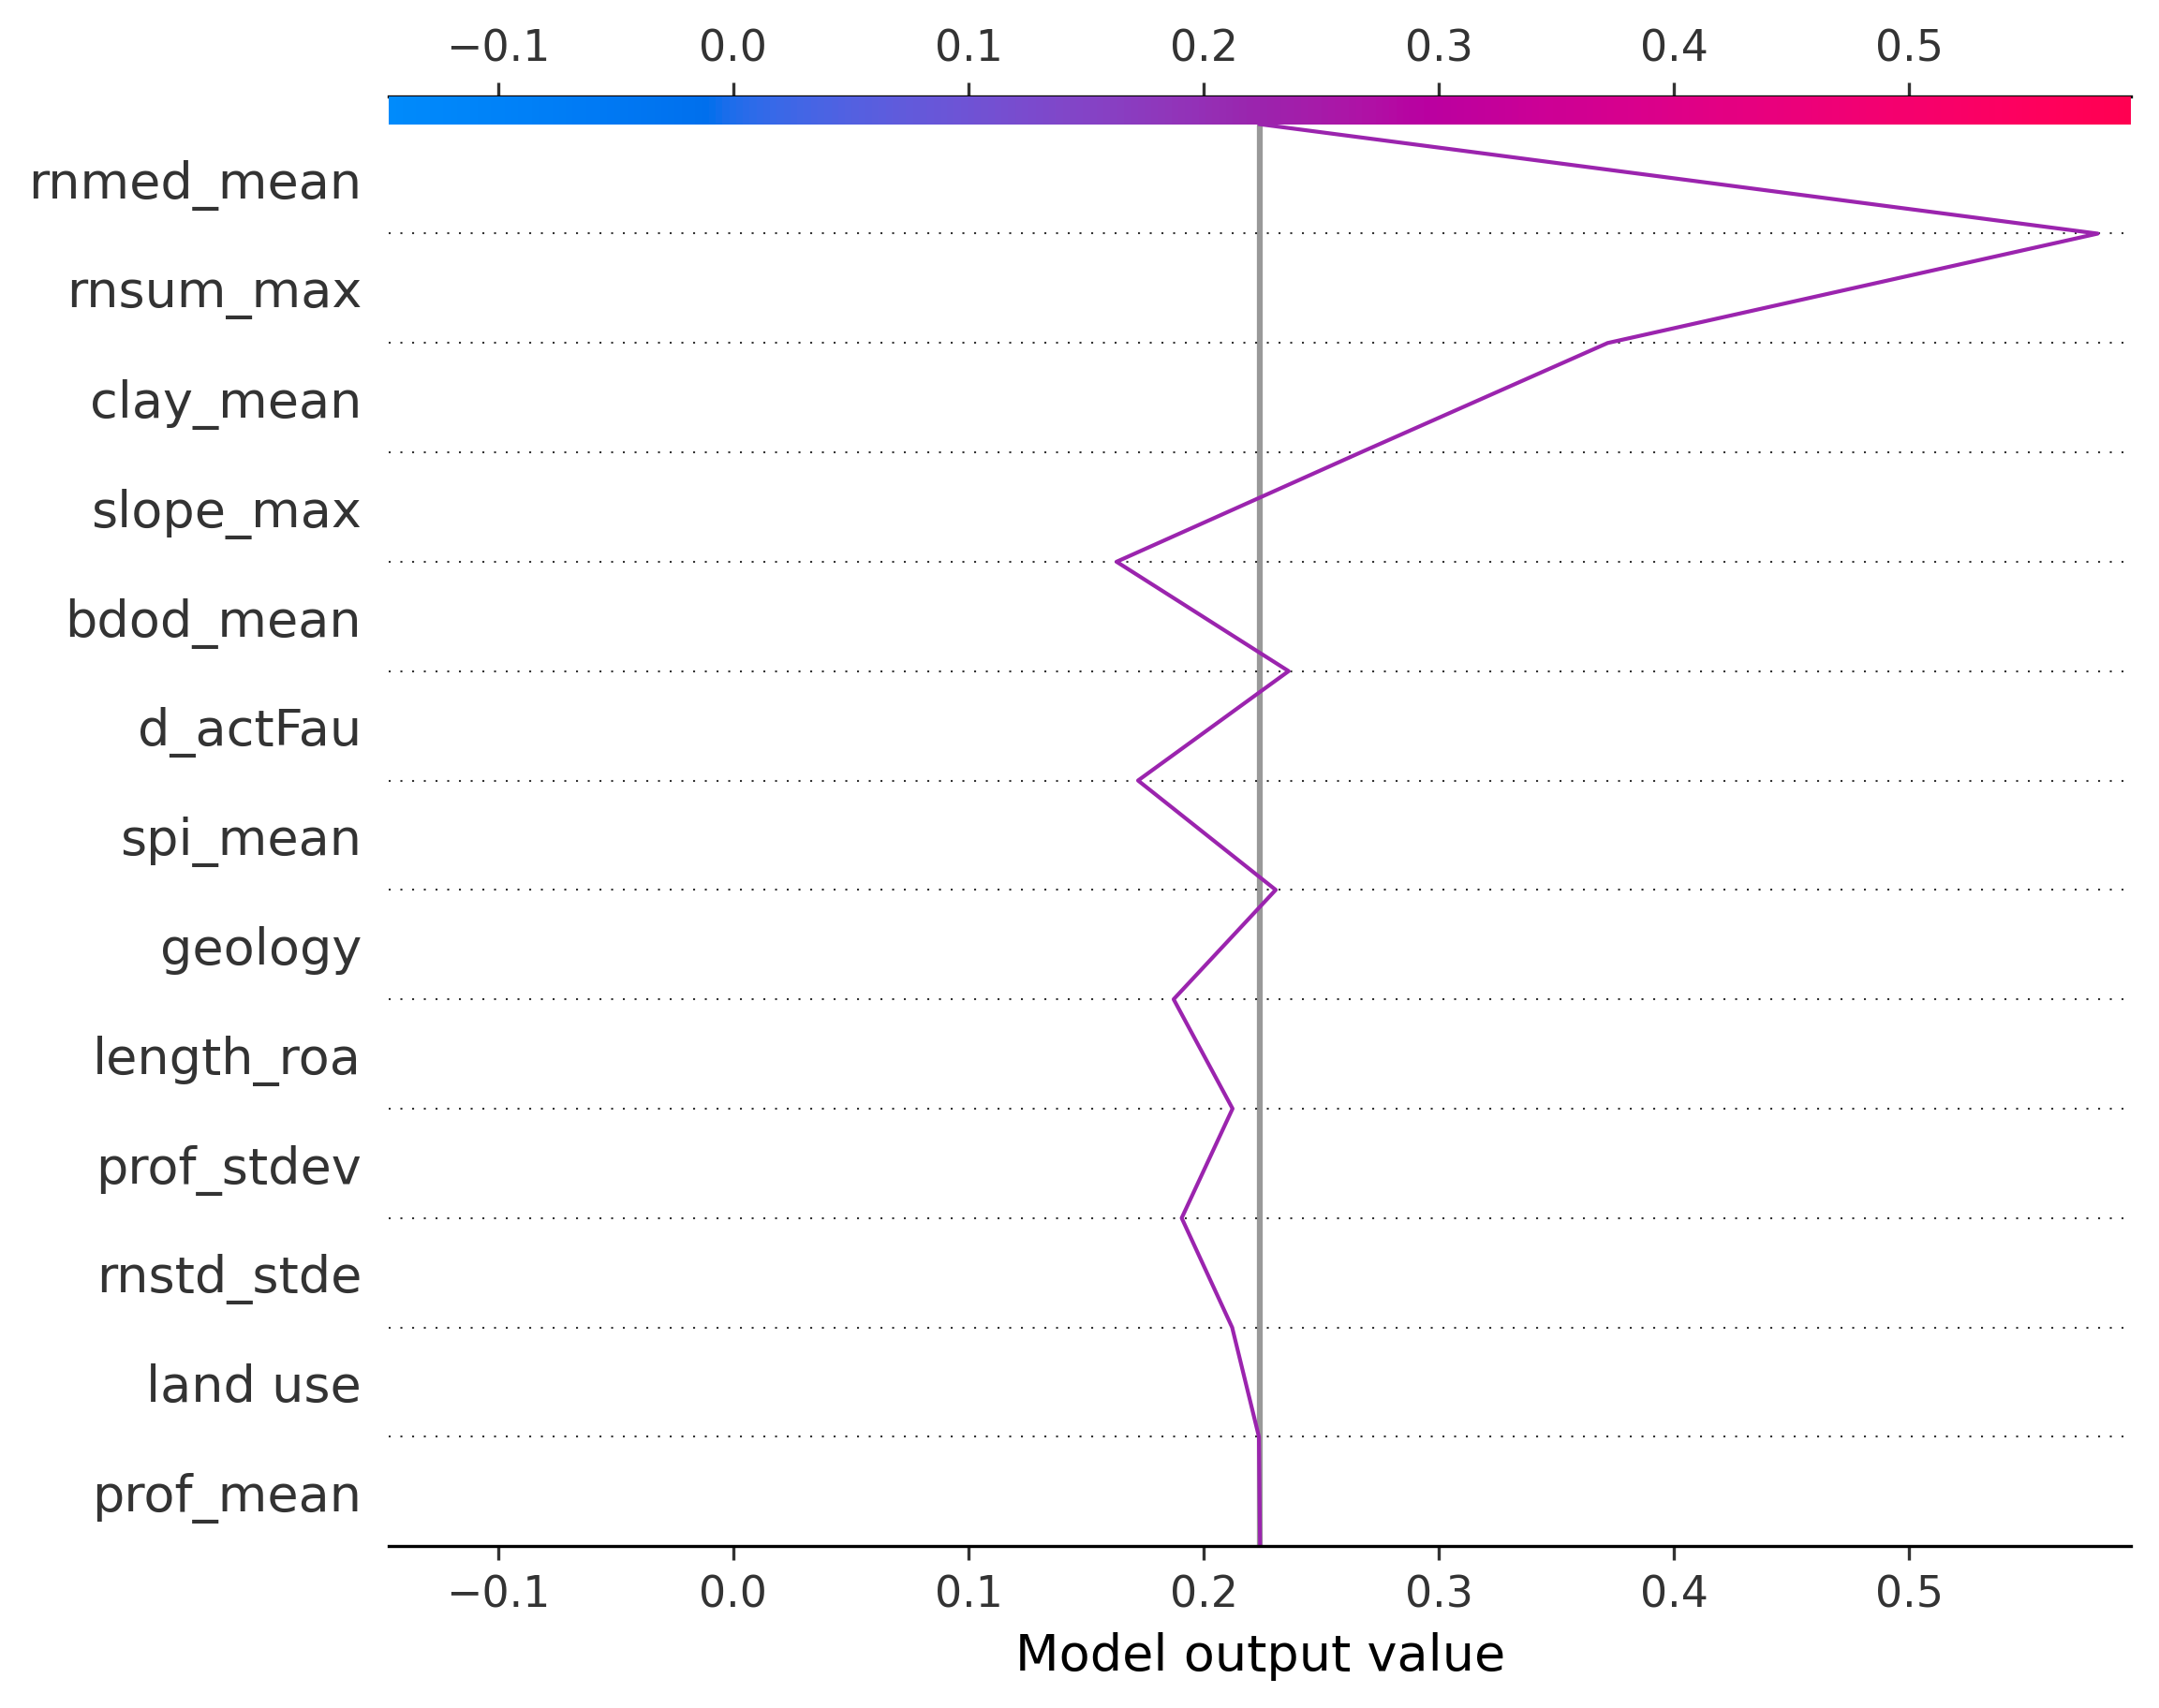 −0.1 0.0 0.1 0.2 0.3 0.4 0.5
rnmed_mean
rnsum_max
clay_mean
slope_max
bdod_mean
d_actFau
spi_mean
geology
length_roa
prof_stdev
rnstd_stde
land use
prof_mean
−0.1 0.0 0.1 0.2 0.3 0.4 0.5
Model output value